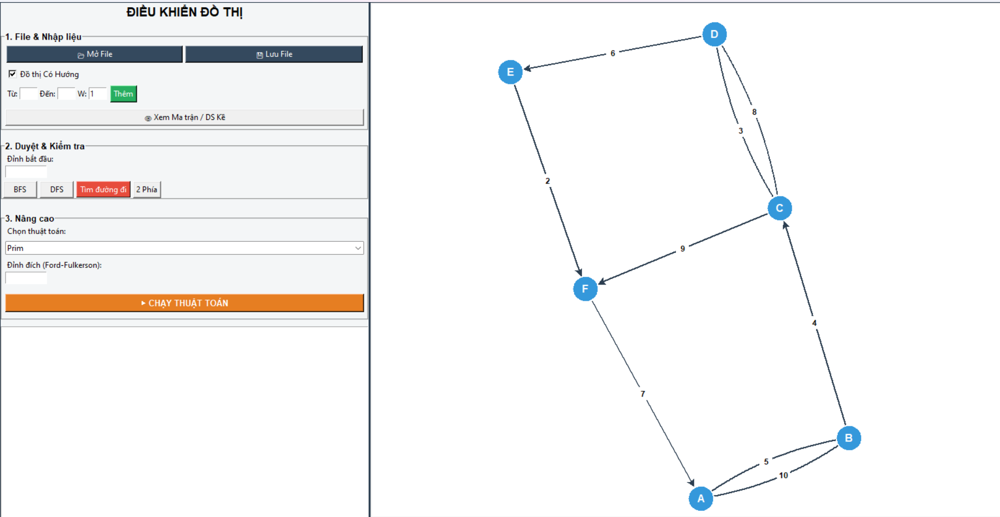 ĐIỀU KHIỂN ĐỒ THỊ
1. File & Nhập liệu
Mở File
Lưu File
Đồ thị Có Hướng
Từ: Đến: W: 1 Thêm
Xem Ma trận / DS Kề
2. Duyệt & Kiểm tra
Đỉnh bắt đầu:
BFS DFS Tìm đường đi 2 Phía
3. Nâng cao
Chọn thuật toán:
Prim
Đỉnh đích (Ford-Fulkerson):
CHẠY THUẬT TOÁN
D
6
E
8
3
2
C
9
F
4
7
B
5
10
A